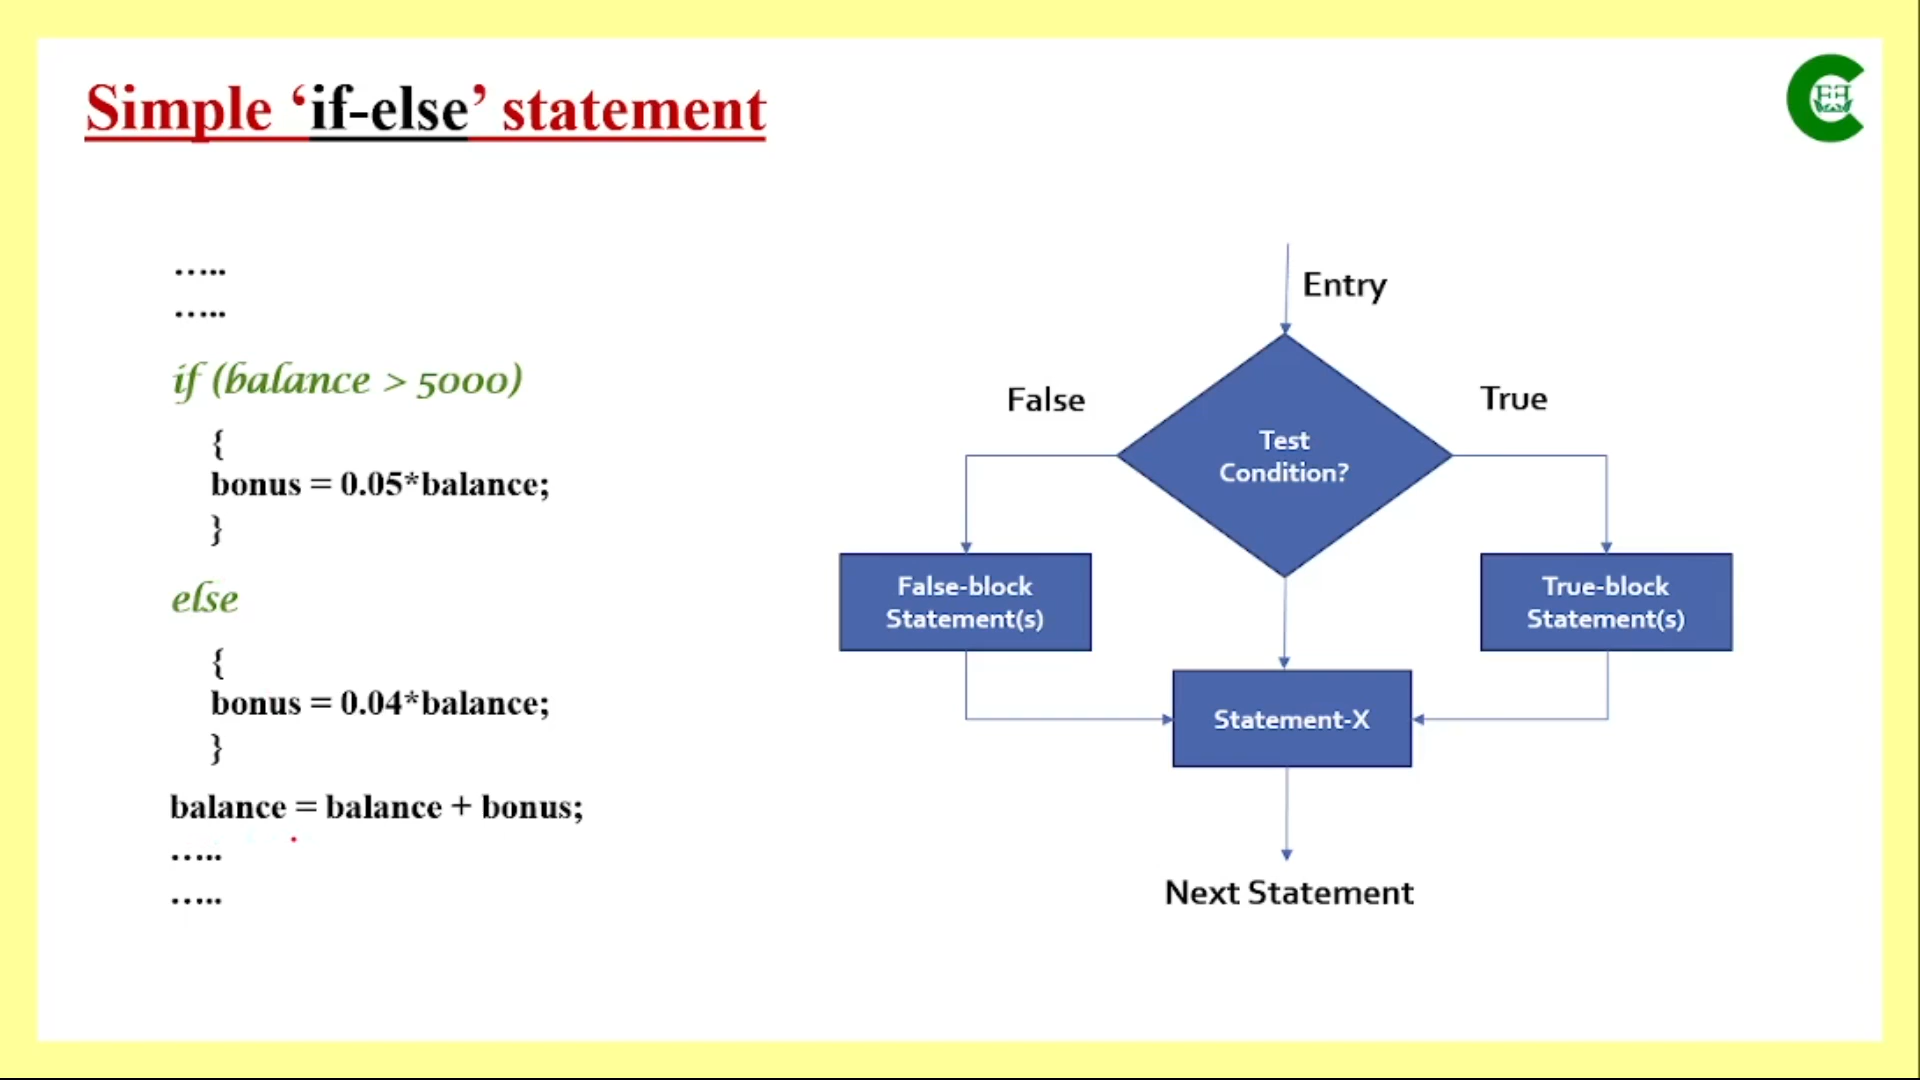 Simple ‘if-else’ statement
…..
…..
if (balance > 5000)
{
bonus = 0.05*balance;
}
else
{
bonus = 0.04*balance;
}
balance = balance + bonus;
…..
…..
Entry
False
True
Test
Condition?
False-block
Statement(s)
True-block
Statement(s)
Statement-X
Next Statement